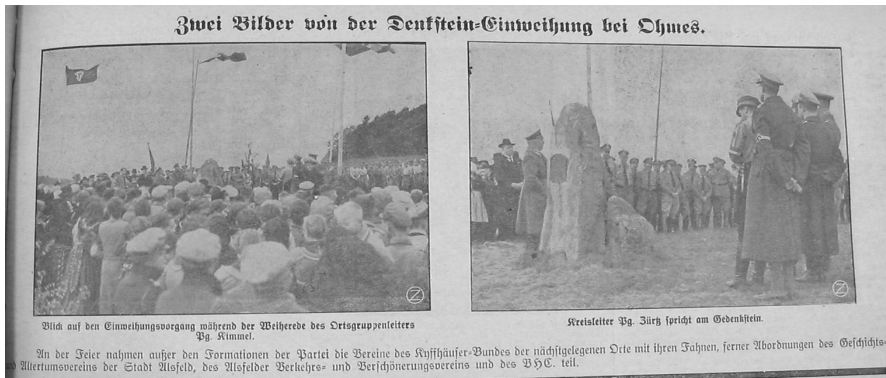 Zwei Bilder von der Denkstein-Einweihung bei Ohmes.
Blick auf den Einweihungsvorgang während der Weiherede des Ortsgruppenleiters
Pg. Kimmel.
Kreisleiter Pg. Zürtz spricht am Gedenkstein.
An der Feier nahmen außer den Formationen der Partei die Vereine des Kyffhäuser-Bundes der nächstgelegenen Orte mit ihren Fahnen, ferner Abordnungen des Geschichts-
und Altertumsvereins der Stadt Alsfeld, des Alsfelder Verkehrs- und Verschönerungsvereins und des VHC. teil.